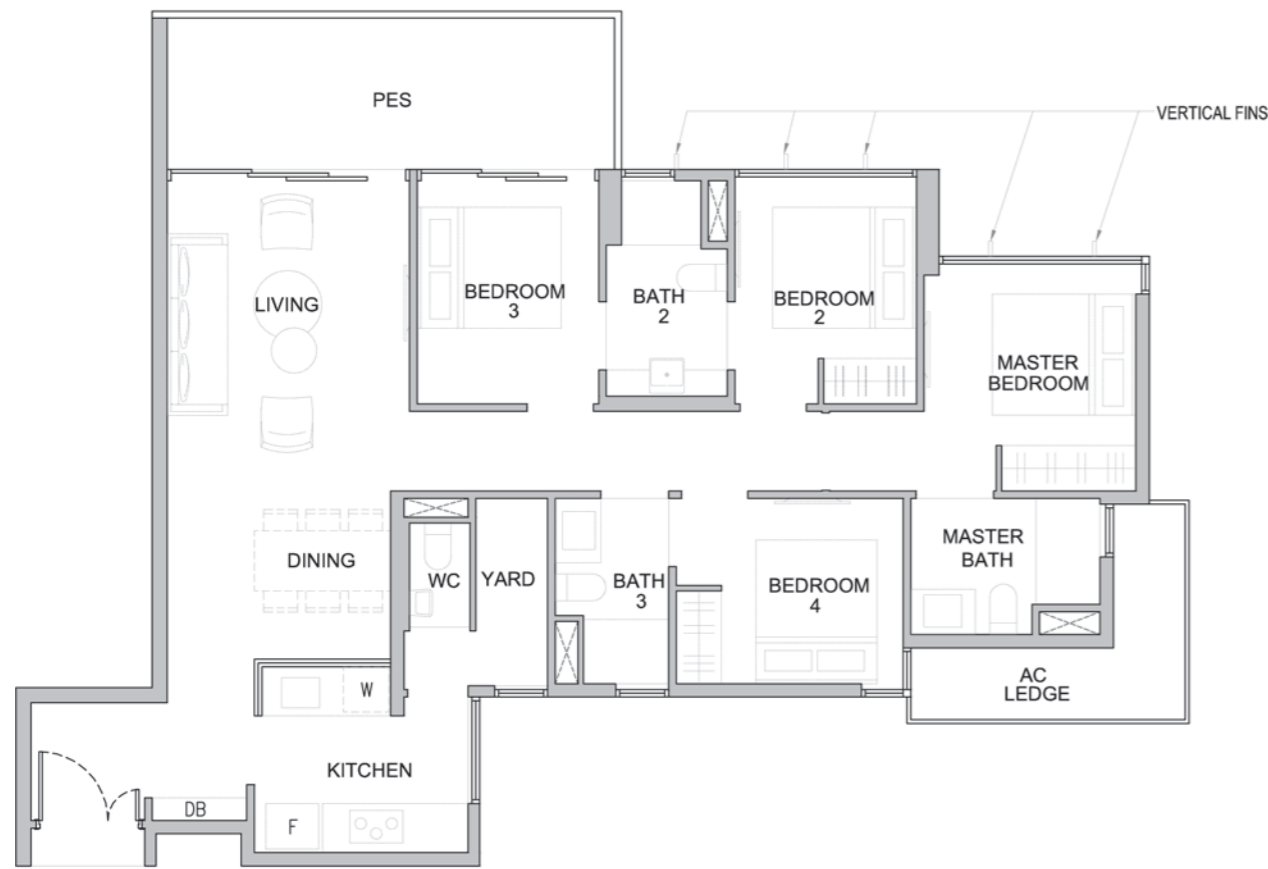 PES
VERTICAL FINS
LIVING
BEDROOM
3
BATH
2
BEDROOM
2
MASTER
BEDROOM
DINING
WC
YARD
BATH
3
BEDROOM
4
MASTER
BATH
W
AC
LEDGE
KITCHEN
DB
F